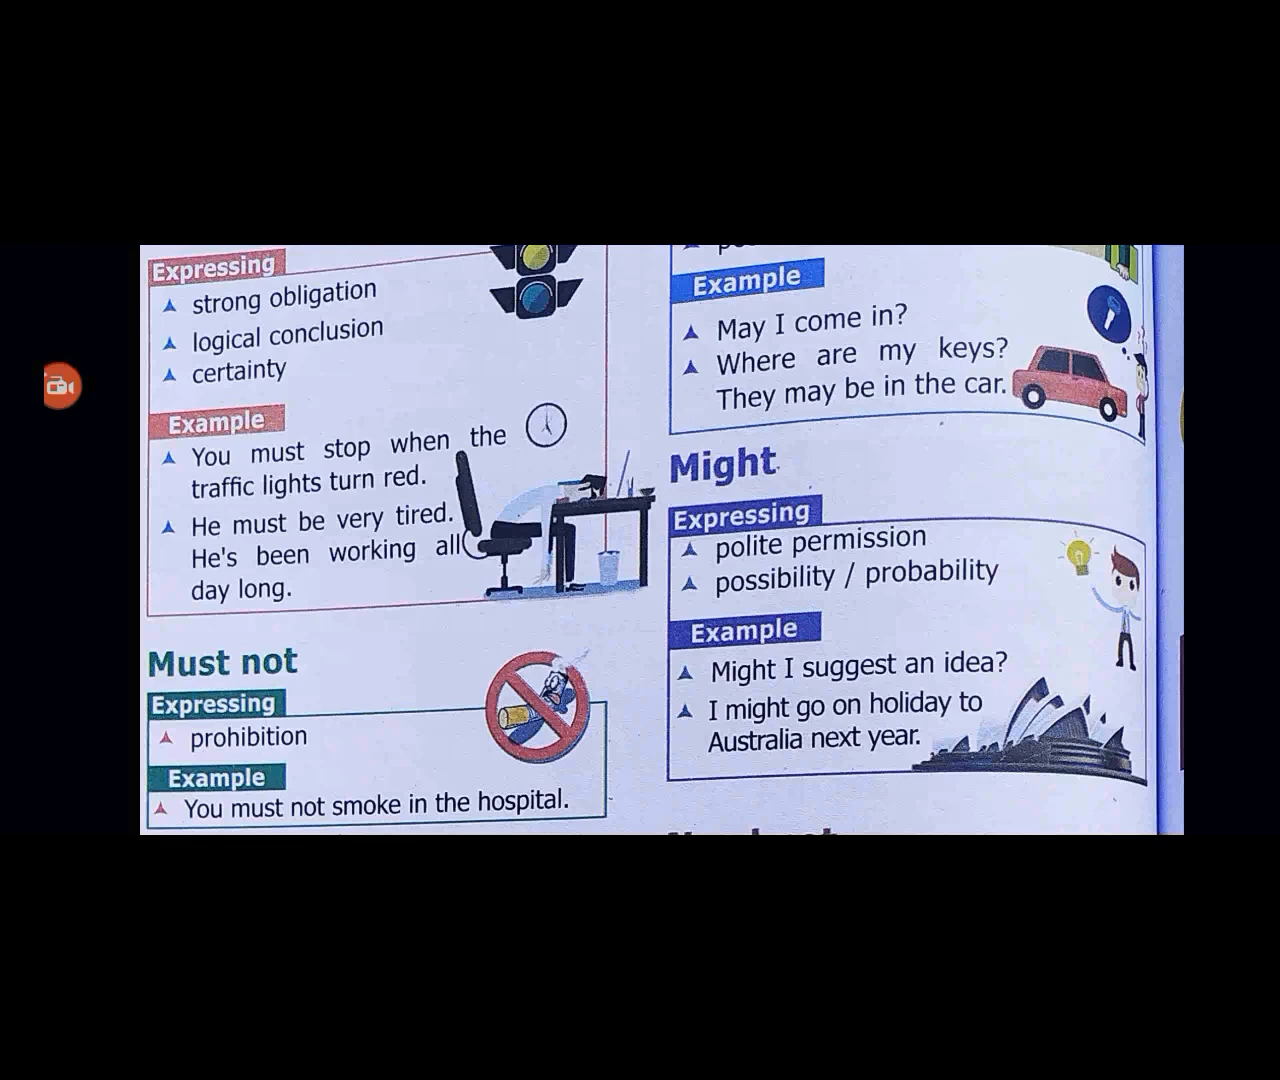 Expressing
strong obligation
logical conclusion
certainty
Example
You must stop when the
traffic lights turn red.
He must be very tired.
He's been working all
day long.
Must not
Expressing
prohibition
Example
You must not smoke in the hospital.
Example
May I come in?
Where are my keys?
They may be in the car.
Might
Expressing
polite permission
possibility / probability
Example
Might I suggest an idea?
I might go on holiday to
Australia next year.